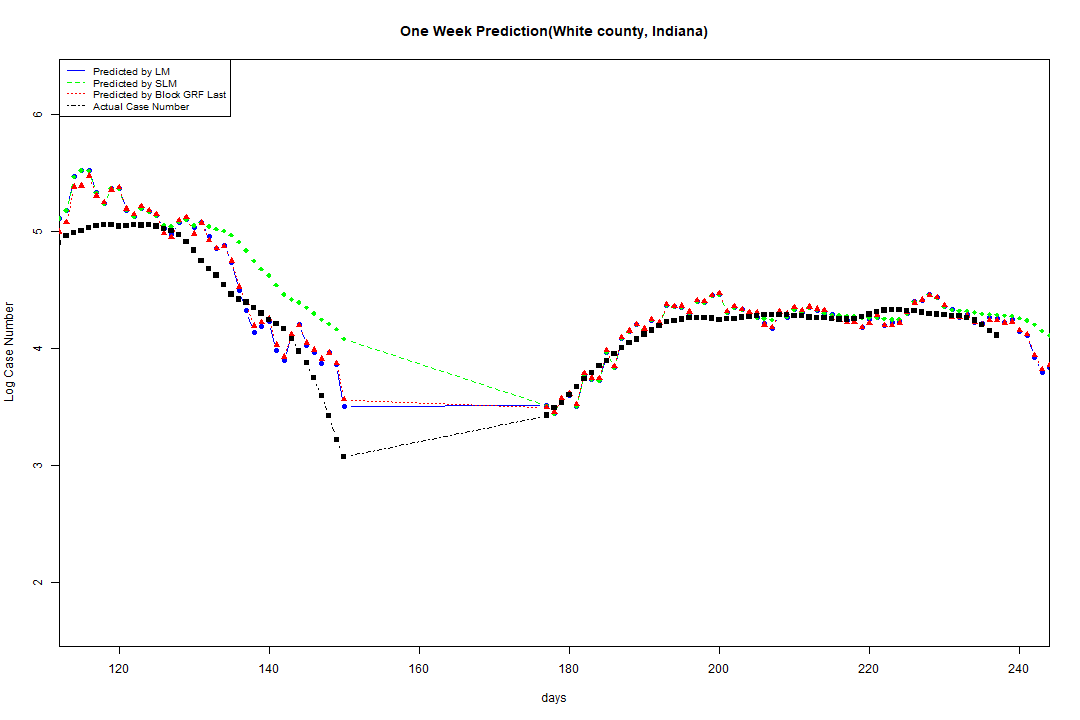 One Week Prediction(White county, Indiana)
Predicted by LM
Predicted by SLM
Predicted by Block GRF Last
Actual Case Number
6
5
4
3
2
Log Case Number
120 140 160 180 200 220 240
days